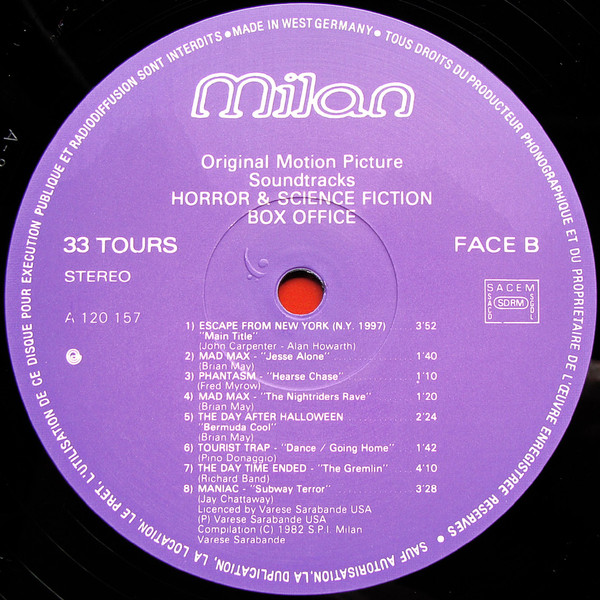 DE CE DISQUE POUR EXECUTION PUBLIQUE ET RADIODIFFUSION SONT INTERDITS ● MADE IN WEST GERMANY ● TOUS DROITS DU PRODUCTEUR PHONOGRAPHIQUE ET DU PROPRIETAIRE DE L'ŒUVRE ENREGISTREE RESERVES ● SAUF AUTORISATION, LA DUPLICATION, LA LOCATION, LE PRET, L'UTILISATION
milan
Original Motion Picture
Soundtracks
HORROR & SCIENCE FICTION
BOX OFFICE
33 TOURS
FACE B
STEREO
A 120 157
SACEM
SACD SDRM SGDL
1) ESCAPE FROM NEW YORK (N.Y. 1997) .... 3'52
"Main Title"
(John Carpenter - Alan Howarth)
2) MAD MAX - "Jesse Alone" .... 1'40
(Brian May)
3) PHANTASM - "Hearse Chase" .... 1'10
(Fred Myrow)
4) MAD MAX - "The Nightriders Rave" .... 1'20
(Brian May)
5) THE DAY AFTER HALLOWEEN .... 2'24
"Bermuda Cool"
(Brian May)
6) TOURIST TRAP - "Dance / Going Home" .... 1'42
(Pino Donaggio)
7) THE DAY TIME ENDED - "The Gremlin" .... 4'10
(Richard Band)
8) MANIAC - "Subway Terror" .... 3'28
(Jay Chattaway)
Licenced by Varese Sarabande USA
(P) Varese Sarabande USA
Compilation (C) 1982 S.P.I. Milan
Varese Sarabande